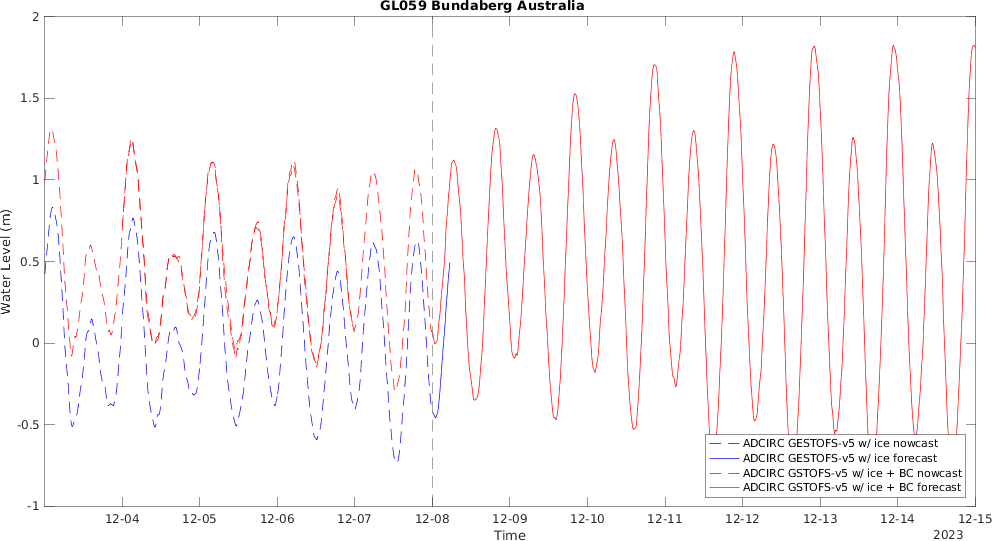 GL059 Bundaberg Australia
2
1.5
1
0.5
0
-0.5
-1
Water Level (m)
12-04
12-05
12-06
12-07
12-08
12-09
12-10
12-11
12-12
12-13
12-14
12-15
Time
2023
ADCIRC GESTOFS-v5 w/ ice nowcast
ADCIRC GESTOFS-v5 w/ ice forecast
ADCIRC GSTOFS-v5 w/ ice + BC nowcast
ADCIRC GSTOFS-v5 w/ ice + BC forecast